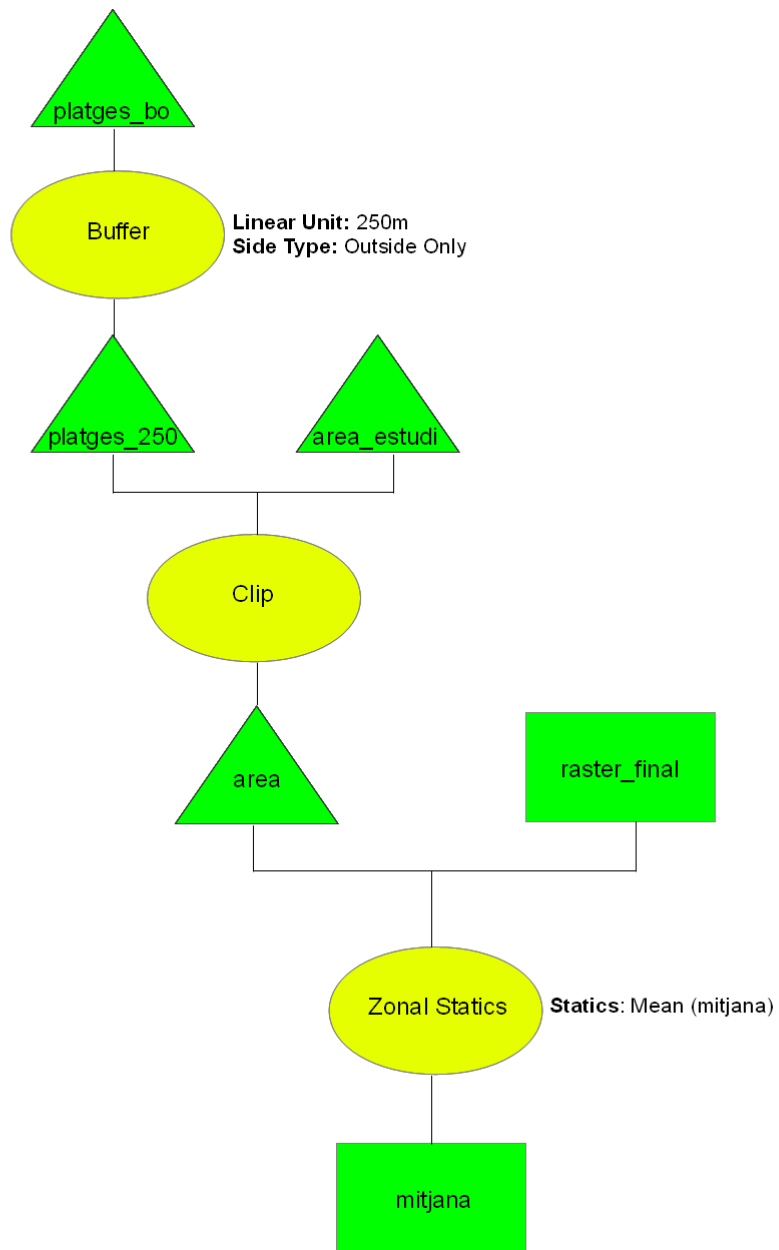 platges_bo
Buffer
Linear Unit: 250m
Side Type: Outside Only
platges_250
area_estudi
Clip
area
raster_final
Zonal Statics
Statics: Mean (mitjana)
mitjana